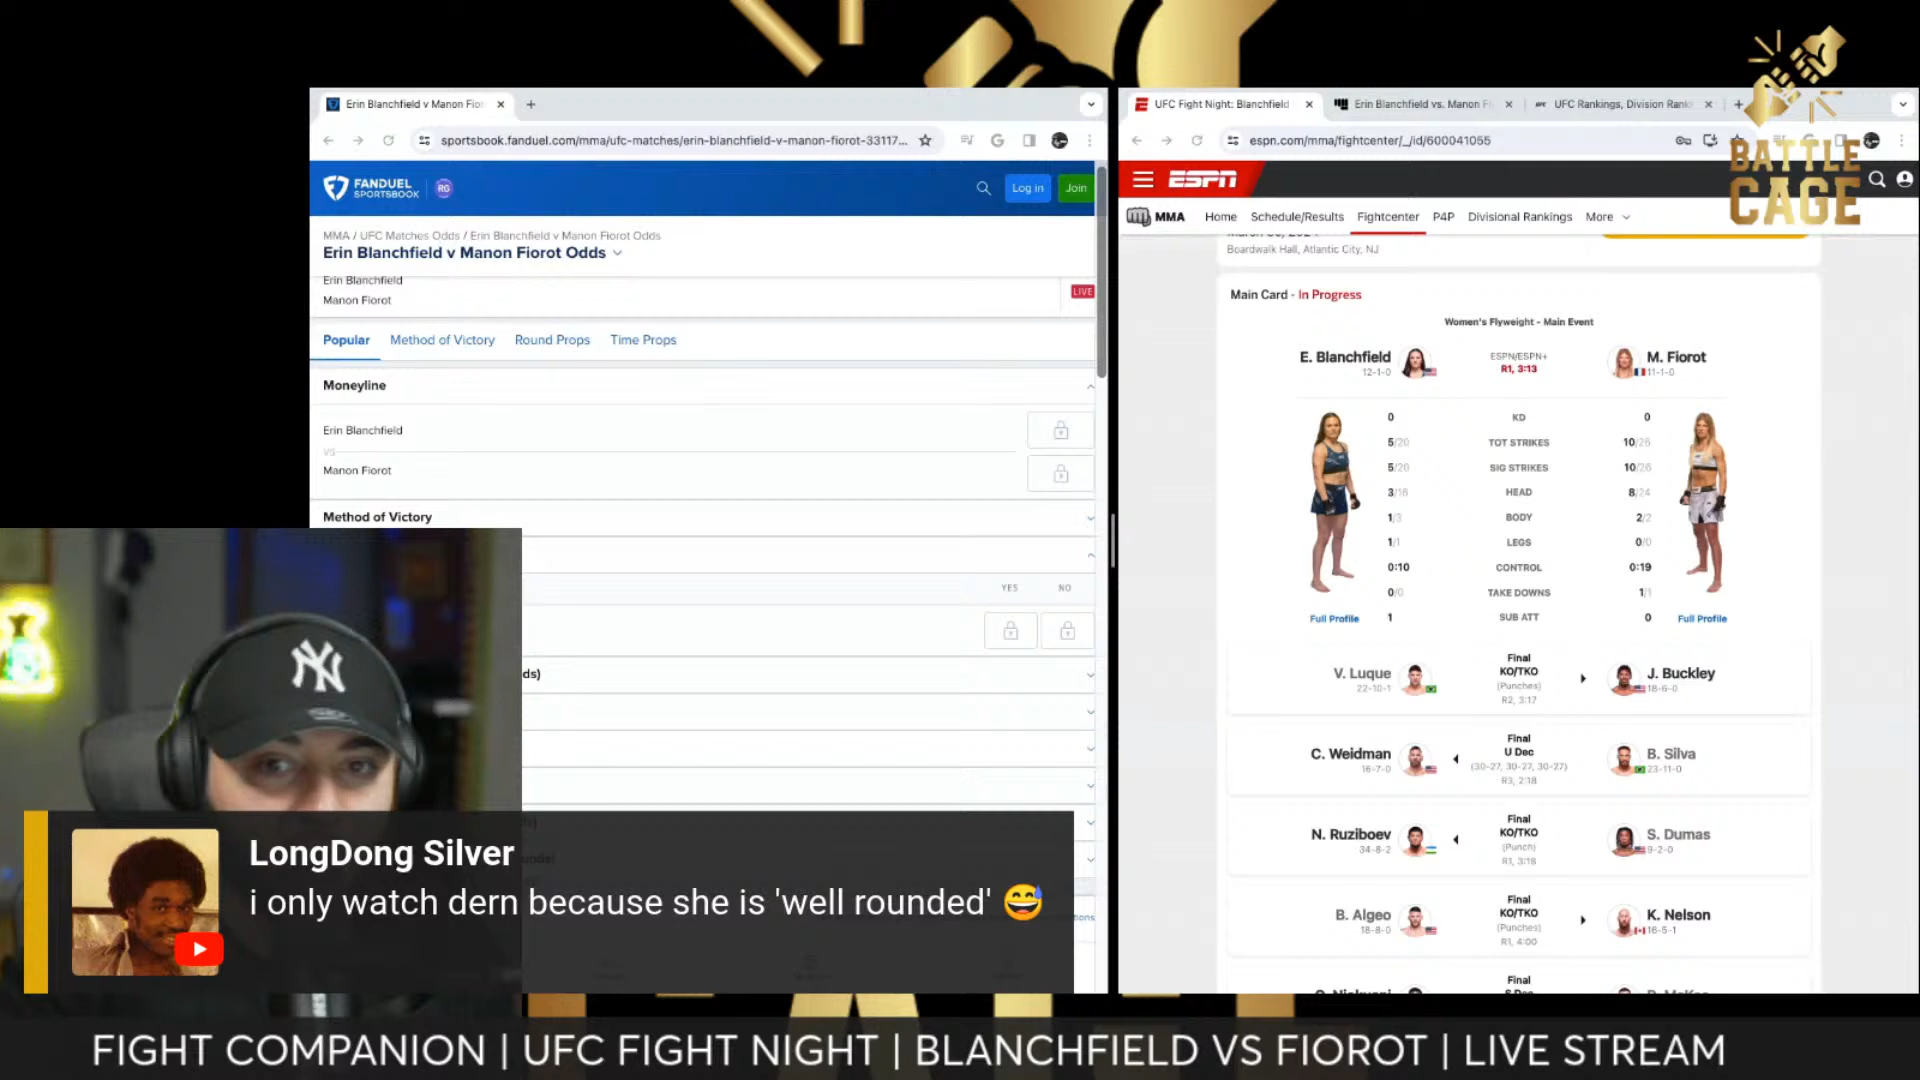 Erin Blanchfield v Manon Fio
sportsbook.fanduel.com/mma/ufc-matches/erin-blanchfield-v-manon-fiorot-33117...
FANDUEL
SPORTSBOOK
RG
Log in
Join
MMA / UFC Matches Odds / Erin Blanchfield v Manon Fiorot Odds
Erin Blanchfield v Manon Fiorot Odds
Erin Blanchfield
Manon Fiorot
LIVE
Popular
Method of Victory
Round Props
Time Props
Moneyline
Erin Blanchfield
VS
Manon Fiorot
Method of Victory
YES
NO
ds)
NY
LongDong Silver
i only watch dern because she is 'well rounded' 😅
UFC Fight Night: Blanchfield
Erin Blanchfield vs. Manon Fi
UFC Rankings, Division Rank
espn.com/mma/fightcenter/_/id/600041055
BATTLE
CAGE
ESPN
MMA
Home
Schedule/Results
Fightcenter
P4P
Divisional Rankings
More
Boardwalk Hall, Atlantic City, NJ
Main Card - In Progress
Women's Flyweight - Main Event
E. Blanchfield
12-1-0
ESPN/ESPN+
R1, 3:13
M. Fiorot
11-1-0
0 KD 0
5/20 TOT STRIKES 10/26
5/20 SIG STRIKES 10/26
3/16 HEAD 8/24
1/3 BODY 2/2
1/1 LEGS 0/0
0:10 CONTROL 0:19
0/0 TAKE DOWNS 1/1
Full Profile 1 SUB ATT 0 Full Profile
V. Luque
22-10-1
Final
KO/TKO
(Punches)
R2, 3:17
J. Buckley
18-6-0
C. Weidman
16-7-0
Final
U Dec
(30-27, 30-27, 30-27)
R3, 2:18
B. Silva
23-11-0
N. Ruziboev
34-8-2
Final
KO/TKO
(Punch)
R1, 3:18
S. Dumas
9-2-0
B. Algeo
18-8-0
Final
KO/TKO
(Punches)
R1, 4:00
K. Nelson
16-5-1
Final
FIGHT COMPANION | UFC FIGHT NIGHT | BLANCHFIELD VS FIOROT | LIVE STREAM